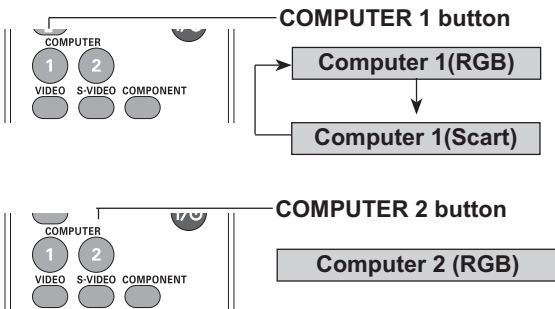 COMPUTER 1 button
COMPUTER
1 2
VIDEO S-VIDEO COMPONENT
Computer 1(RGB)
Computer 1(Scart)
COMPUTER 2 button
COMPUTER
1 2
VIDEO S-VIDEO COMPONENT
Computer 2 (RGB)